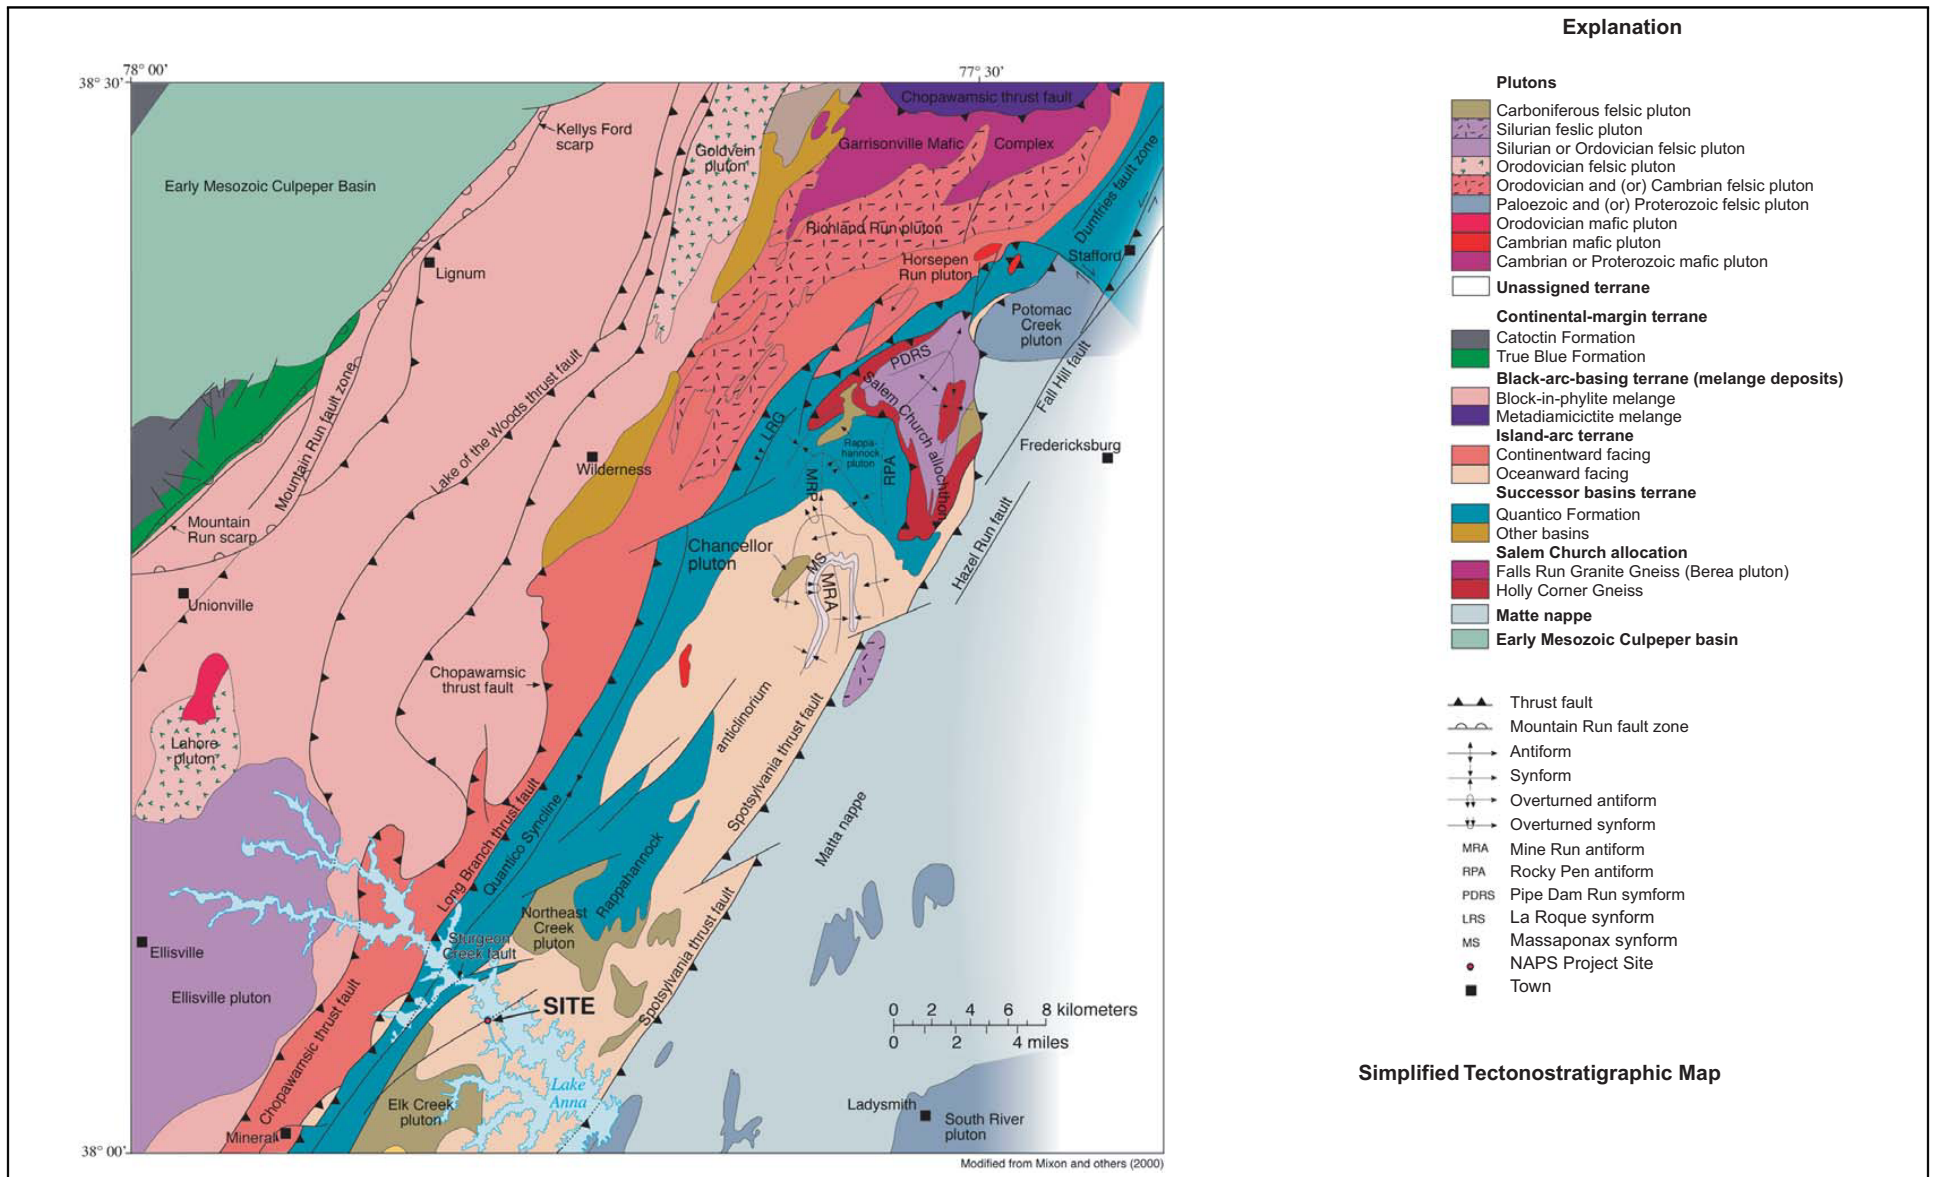 78° 00'
77° 30'
38° 30'
Chopawamsic thrust fault
Kellys Ford
scarp
Goldvein
pluton
Garrisonville Mafic Complex
Early Mesozoic Culpeper Basin
Dumfries fault zone
Richland Run pluton
Stafford
Horsepen
Run pluton
Lignum
Potomac
Creek
pluton
PDRS
Fall Hill fault
Salem Church allochthon
Mountain Run fault zone
Lake of the Woods thrust fault
LRG
Rappa-
hannock
pluton
Fredericksburg
Wilderness
MRP
RPA
Mountain
Run scarp
Hazel Run fault
Chancellor
pluton
MS
MRA
Unionville
Chopawamsic
thrust fault
anticlinorium
Spotsylvania thrust fault
Lahore
pluton
Long Branch thrust fault
Quantico Syncline
Matta nappe
Rappahannock
Northeast
Creek
pluton
Sturgeon
Creek fault
Ellisville
Spotsylvania thrust fault
Ellisville pluton
SITE
Chopawamsic thrust fault
0 2 4 6 8 kilometers
0 2 4 miles
Lake
Anna
Elk Creek
pluton
Ladysmith
South River
pluton
Mineral
38° 00'
Modified from Mixon and others (2000)
Explanation
Plutons
Carboniferous felsic pluton
Silurian feslic pluton
Silurian or Ordovician felsic pluton
Orodovician felsic pluton
Orodovician and (or) Cambrian felsic pluton
Paloezoic and (or) Proterozoic felsic pluton
Orodovician mafic pluton
Cambrian mafic pluton
Cambrian or Proterozoic mafic pluton
Unassigned terrane
Continental-margin terrane
Catoctin Formation
True Blue Formation
Black-arc-basing terrane (melange deposits)
Block-in-phylite melange
Metadiamicictite melange
Island-arc terrane
Continentward facing
Oceanward facing
Successor basins terrane
Quantico Formation
Other basins
Salem Church allocation
Falls Run Granite Gneiss (Berea pluton)
Holly Corner Gneiss
Matte nappe
Early Mesozoic Culpeper basin
Thrust fault
Mountain Run fault zone
Antiform
Synform
Overturned antiform
Overturned synform
MRA Mine Run antiform
RPA Rocky Pen antiform
PDRS Pipe Dam Run symform
LRS La Roque synform
MS Massaponax synform
NAPS Project Site
Town
Simplified Tectonostratigraphic Map